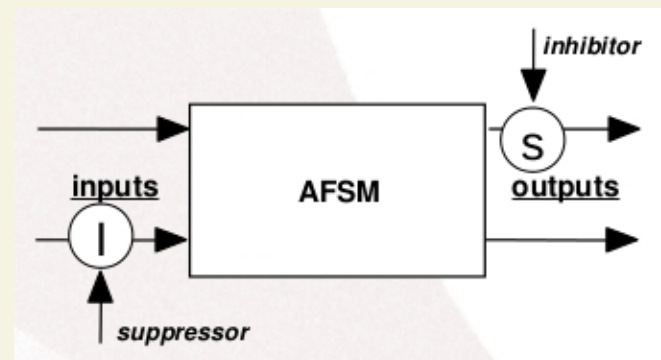 inhibitor
S
inputs
AFSM
outputs
I
suppressor